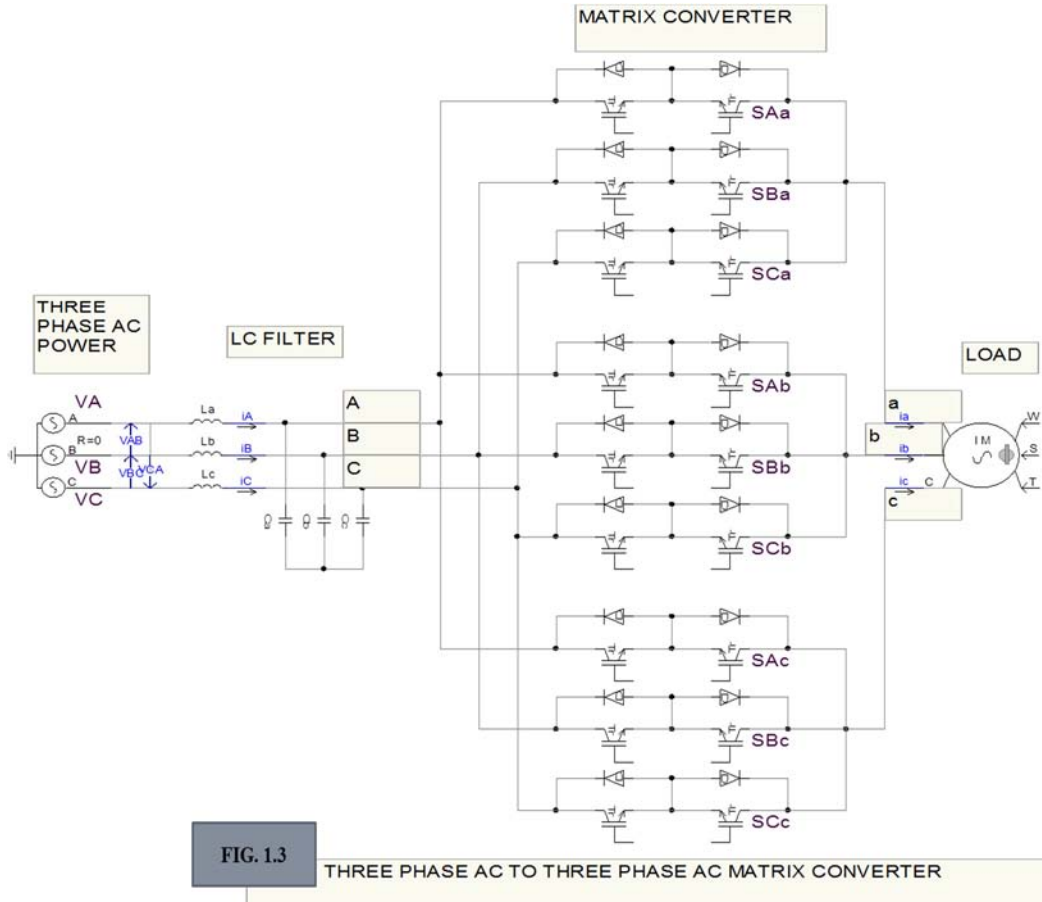 MATRIX CONVERTER
SAa
SBa
SCa
THREE
PHASE AC
POWER
LC FILTER
SAb
LOAD
VA
A
R=0
B
VB
C
VC
VAB
VBC
VCA
La
iA
Lb
iB
Lc
iC
A
B
C
SBb
a
ia
b
ib
c
ic
C
IM
W
S
T
SCb
SAc
SBc
SCc
FIG. 1.3
THREE PHASE AC TO THREE PHASE AC MATRIX CONVERTER